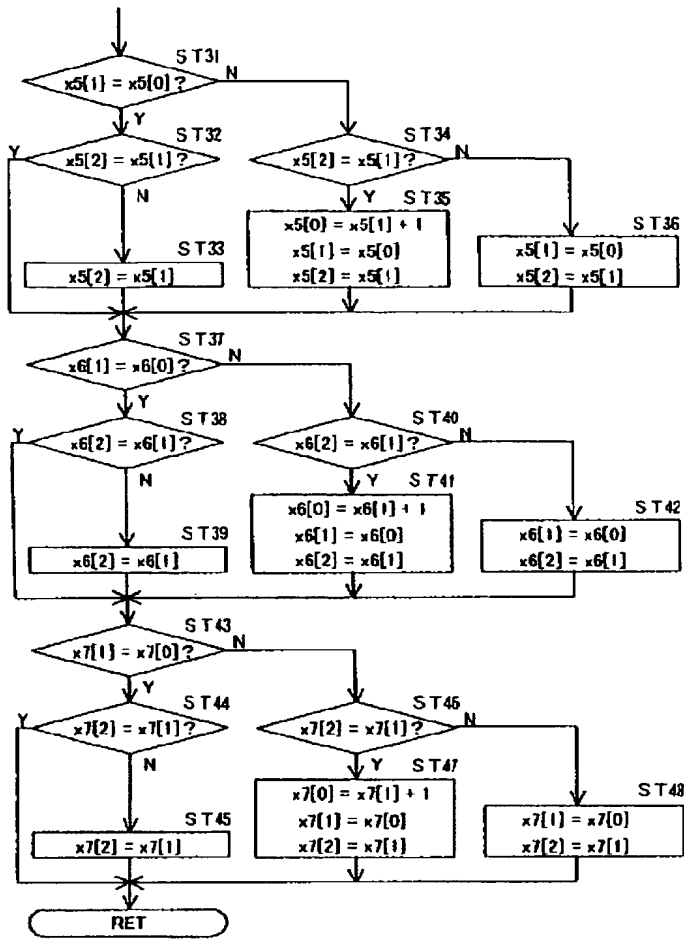 ST31
x5[1] = x5[0] ?
N
Y
ST32
Y
x5[2] = x5[1] ?
N
ST34
x5[2] = x5[1] ?
N
Y
ST35
x5[0] = x5[1] + 1
x5[1] = x5[0]
x5[2] = x5[1]
ST36
x5[1] = x5[0]
x5[2] = x5[1]
ST33
x5[2] = x5[1]
ST37
x6[1] = x6[0] ?
N
Y
ST38
Y
x6[2] = x6[1] ?
N
ST40
x6[2] = x6[1] ?
N
Y
ST41
x6[0] = x6[1] + 1
x6[1] = x6[0]
x6[2] = x6[1]
ST42
x6[1] = x6[0]
x6[2] = x6[1]
ST39
x6[2] = x6[1]
ST43
x7[1] = x7[0] ?
N
Y
ST44
Y
x7[2] = x7[1] ?
N
ST46
x7[2] = x7[1] ?
N
Y
ST47
x7[0] = x7[1] + 1
x7[1] = x7[0]
x7[2] = x7[1]
ST48
x7[1] = x7[0]
x7[2] = x7[1]
ST45
x7[2] = x7[1]
RET